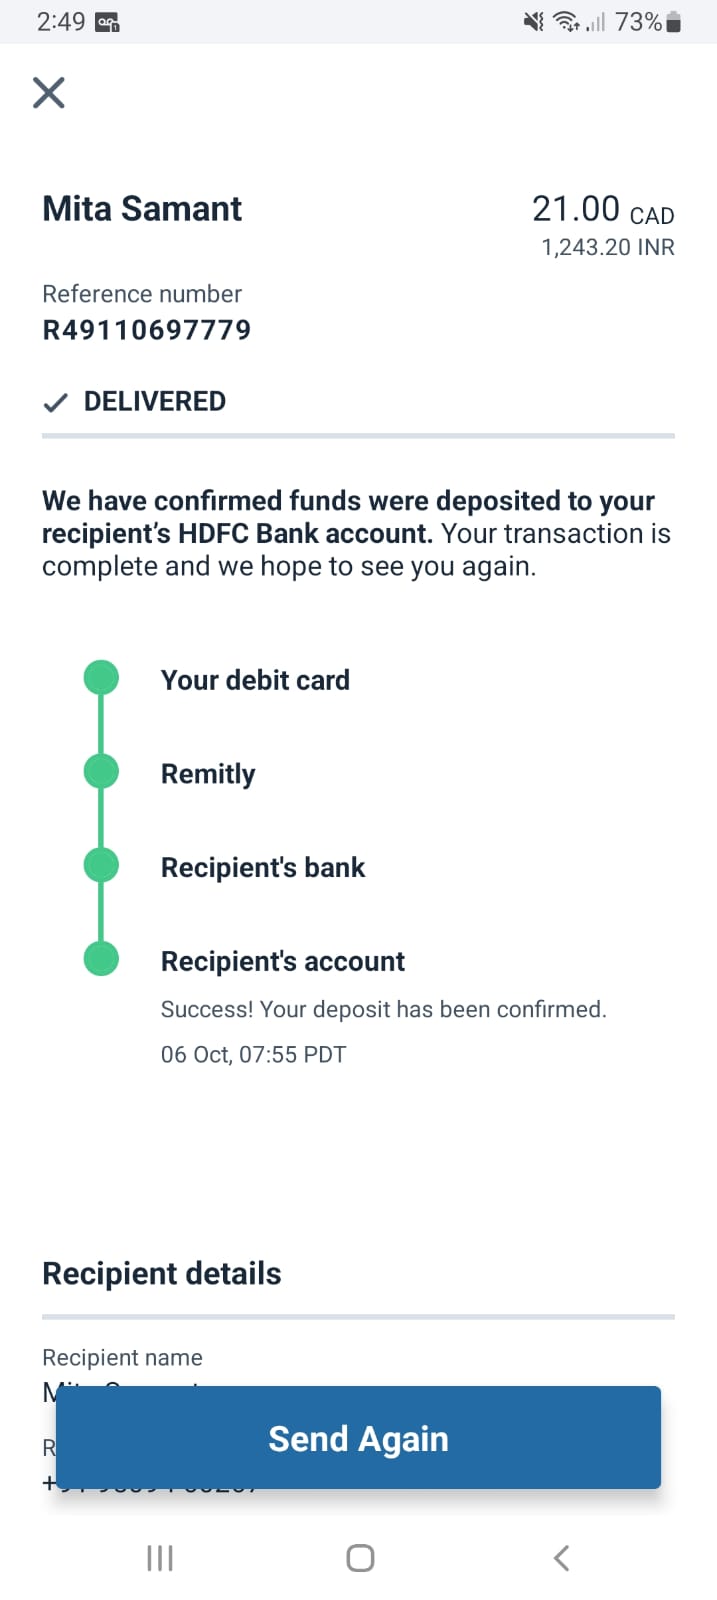 2:49
73%
Mita Samant
21.00 CAD
1,243.20 INR
Reference number
R49110697779
DELIVERED
We have confirmed funds were deposited to your
recipient's HDFC Bank account. Your transaction is
complete and we hope to see you again.
Your debit card
Remitly
Recipient's bank
Recipient's account
Success! Your deposit has been confirmed.
06 Oct, 07:55 PDT
Recipient details
Recipient name
Send Again